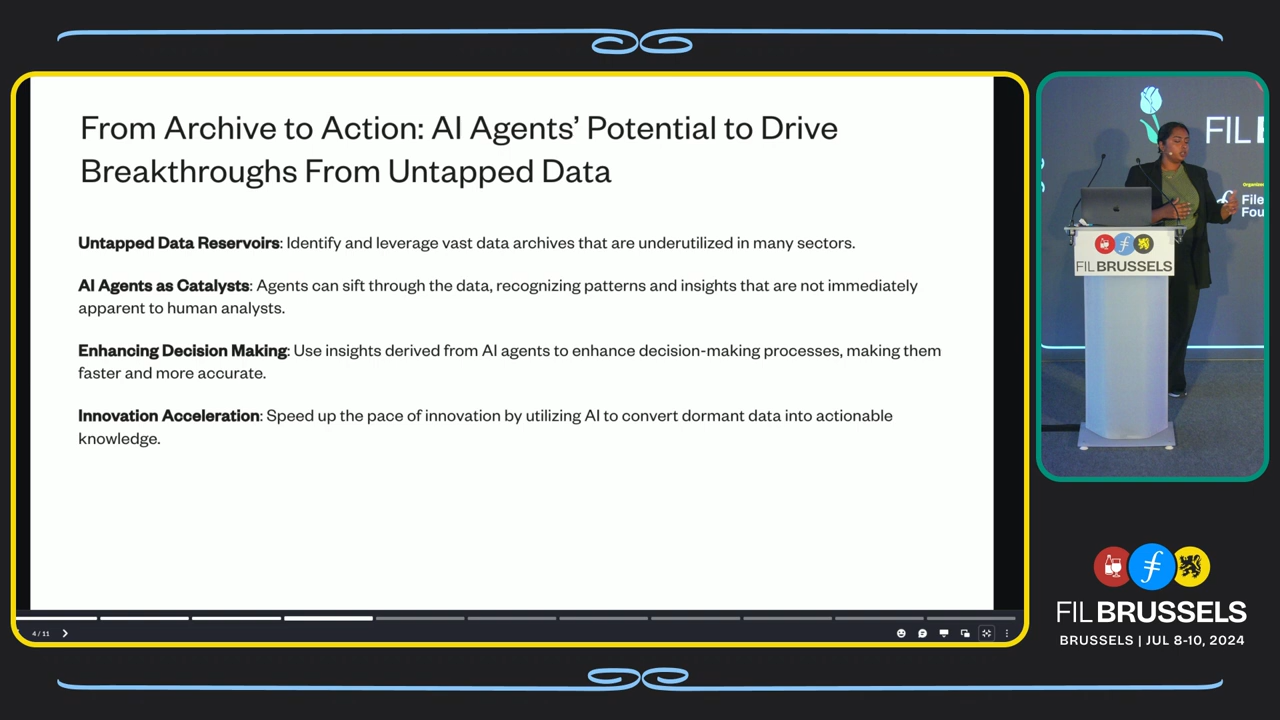 From Archive to Action: AI Agents’ Potential to Drive
Breakthroughs From Untapped Data
Untapped Data Reservoirs: Identify and leverage vast data archives that are underutilized in many sectors.
AI Agents as Catalysts: Agents can sift through the data, recognizing patterns and insights that are not immediately
apparent to human analysts.
Enhancing Decision Making: Use insights derived from AI agents to enhance decision-making processes, making them
faster and more accurate.
Innovation Acceleration: Speed up the pace of innovation by utilizing AI to convert dormant data into actionable
knowledge.
4 / 11
FIL
File
Fou
FIL BRUSSELS
FIL BRUSSELS
BRUSSELS | JUL 8-10, 2024